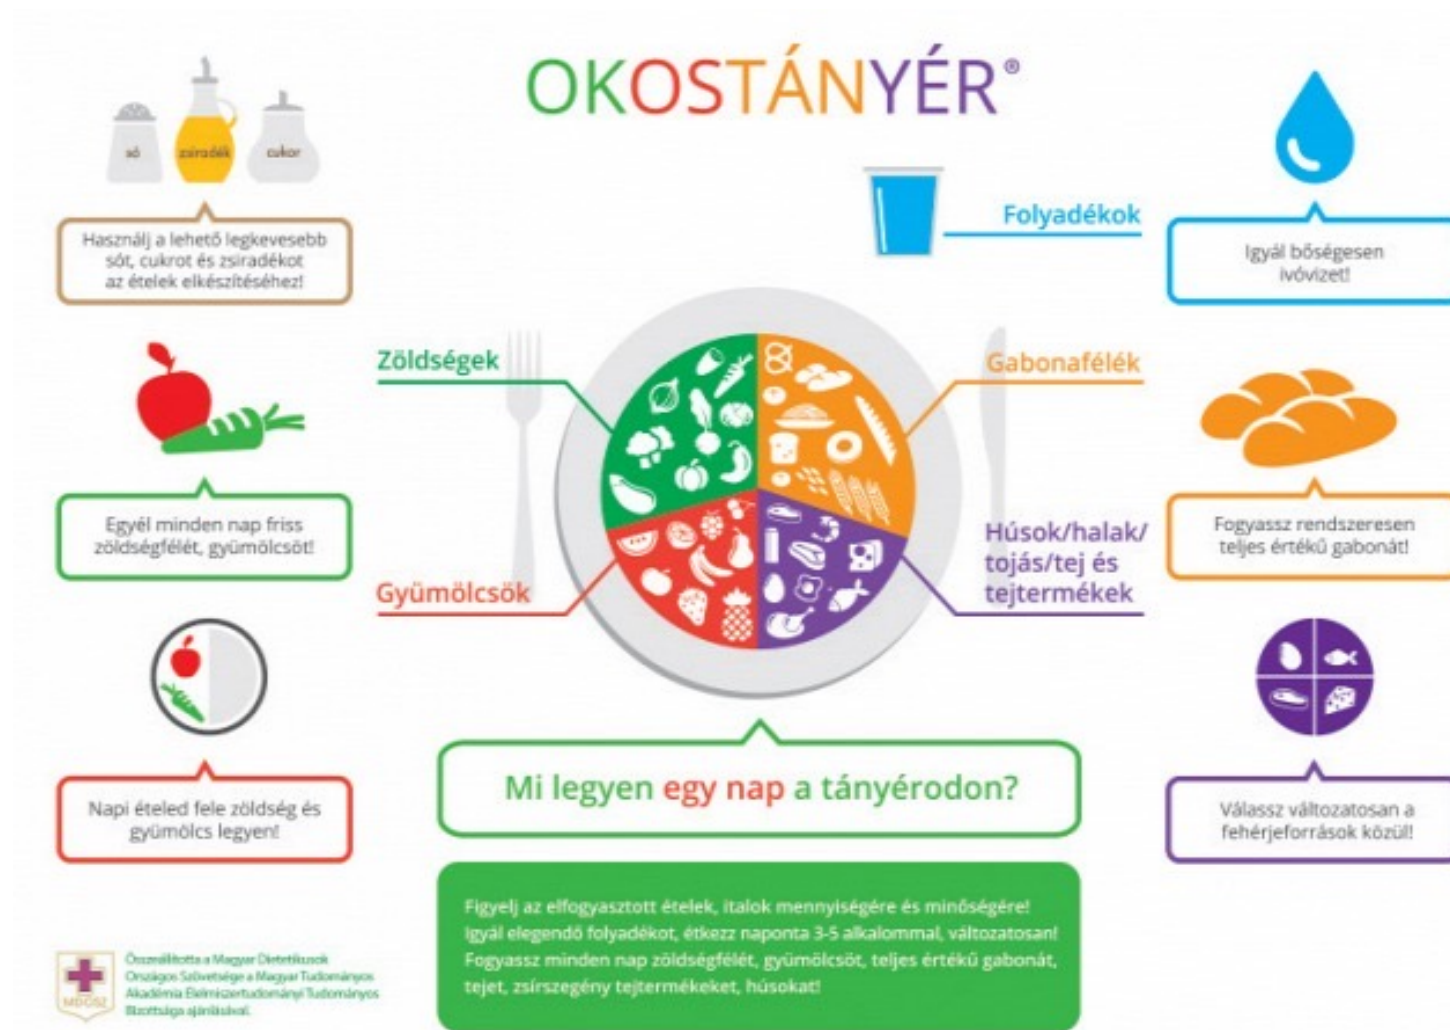 OKOSTÁNYÉR®
só
zsiradék
cukor
Használj a lehető legkevesebb
sót, cukrot és zsiradékot
az ételek elkészítéséhez!
Folyadékok
Igyál bőségesen
ivóvizet!
Zöldségek
Gabonafélék
Egyél minden nap friss
zöldségfélét, gyümölcsöt!
Fogyassz rendszeresen
teljes értékű gabonát!
Gyümölcsök
Húsok/halak/
tojás/tej és
tejtermékek
Napi ételed fele zöldség és
gyümölcs legyen!
Mi legyen egy nap a tányérodon?
Válassz változatosan a
fehérjeforrások közül!
Figyelj az elfogyasztott ételek, italok mennyiségére és minőségére!
Igyál elegendő folyadékot, étkezz naponta 3-5 alkalommal, változatosan!
Fogyassz minden nap zöldségfélét, gyümölcsöt, teljes értékű gabonát,
tejet, zsírszegény tejtermékeket, húsokat!
MDOSZ
Összeállította a Magyar Dietetikusok
Országos Szövetsége a Magyar Tudományos
Akadémia Élelmiszertudományi Tudományos
Bizottsága ajánlásával.